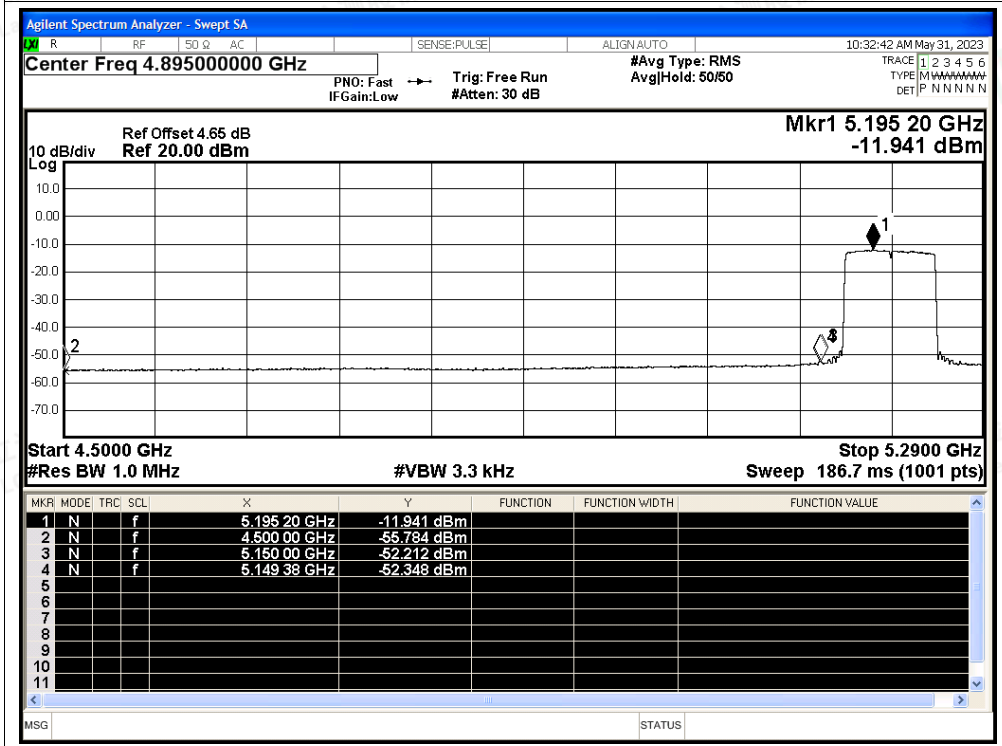 Agilent Spectrum Analyzer - Swept SA
LXI R RF 50 Ω AC SENSE:PULSE ALIGN AUTO 10:32:42 AM May 31, 2023
Center Freq 4.895000000 GHz #Avg Type: RMS TRACE 1 2 3 4 5 6
PNO: Fast Trig: Free Run Avg|Hold: 50/50 TYPE M
IFGain:Low #Atten: 30 dB DET P N N N N N
Mkr1 5.195 20 GHz
Ref Offset 4.65 dB
10 dB/div Ref 20.00 dBm -11.941 dBm
Log
10.0
0.00
1
-10.0
-20.0
-30.0
-40.0
2
-50.0
-60.0
-70.0
Start 4.5000 GHz Stop 5.2900 GHz
#Res BW 1.0 MHz #VBW 3.3 kHz Sweep 186.7 ms (1001 pts)
MKR MODE TRC SCL X Y FUNCTION FUNCTION WIDTH FUNCTION VALUE
1 N f 5.195 20 GHz -11.941 dBm
2 N f 4.500 00 GHz -55.784 dBm
3 N f 5.150 00 GHz -52.212 dBm
4 N f 5.149 38 GHz -52.348 dBm
5
6
7
8
9
10
11
MSG STATUS